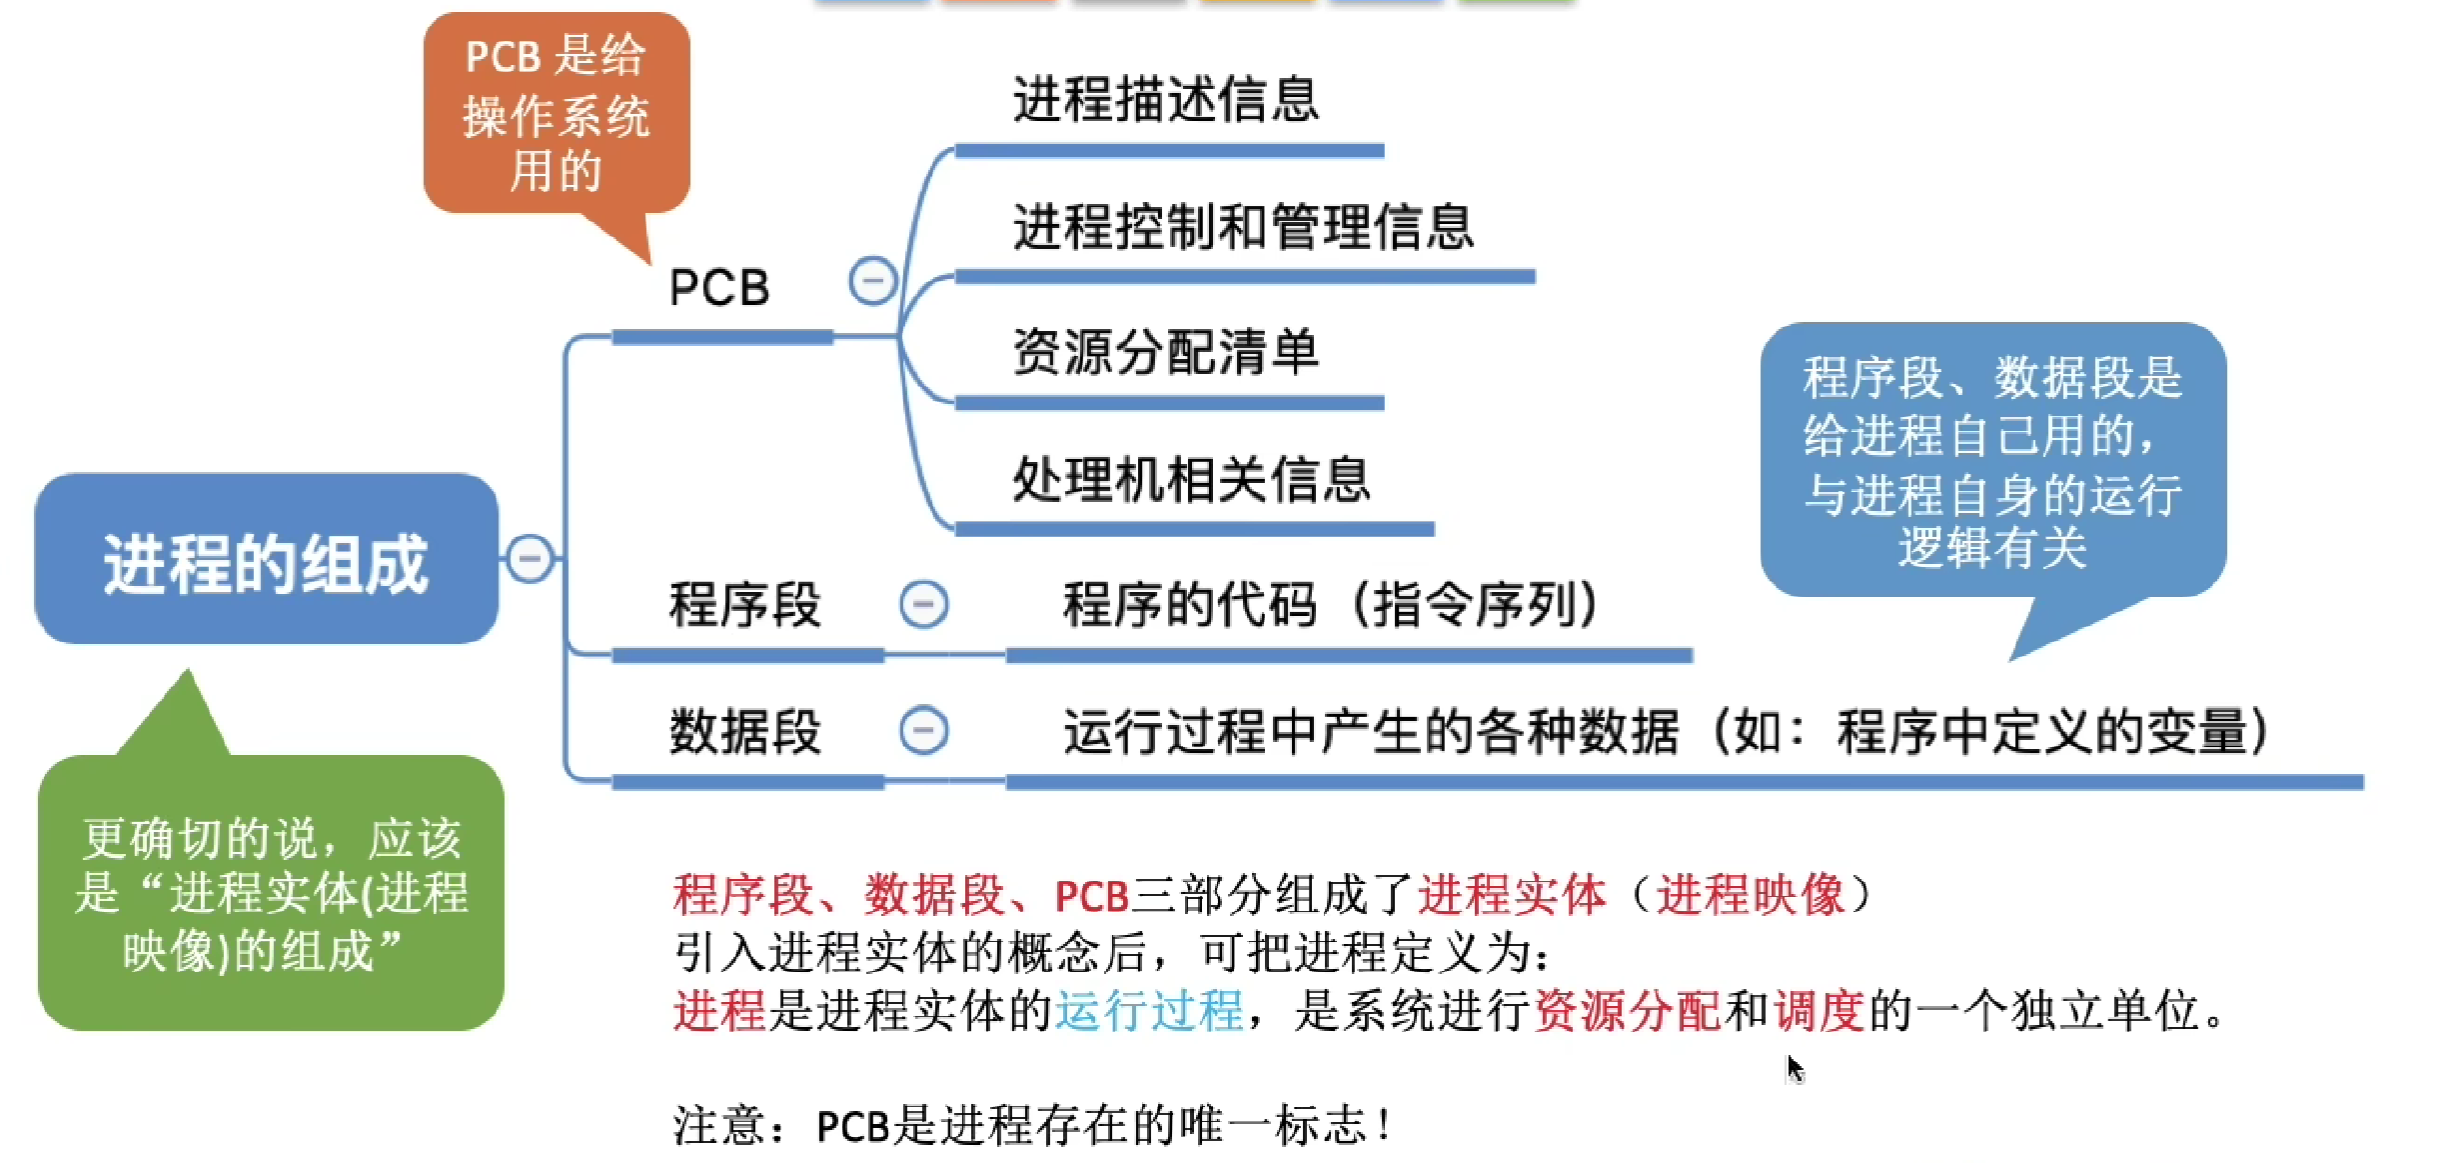 PCB 是给
操作系统
用的
进程描述信息
进程控制和管理信息
PCB
资源分配清单
处理机相关信息
程序段、数据段是
给进程自己用的，
与进程自身的运行
逻辑有关
进程的组成
程序段
程序的代码（指令序列）
数据段
运行过程中产生的各种数据（如：程序中定义的变量）
更确切的说，应该
是“进程实体(进程
映像)的组成”
程序段、数据段、PCB三部分组成了进程实体（进程映像）
引入进程实体的概念后，可把进程定义为：
进程是进程实体的运行过程，是系统进行资源分配和调度的一个独立单位。
注意：PCB是进程存在的唯一标志！